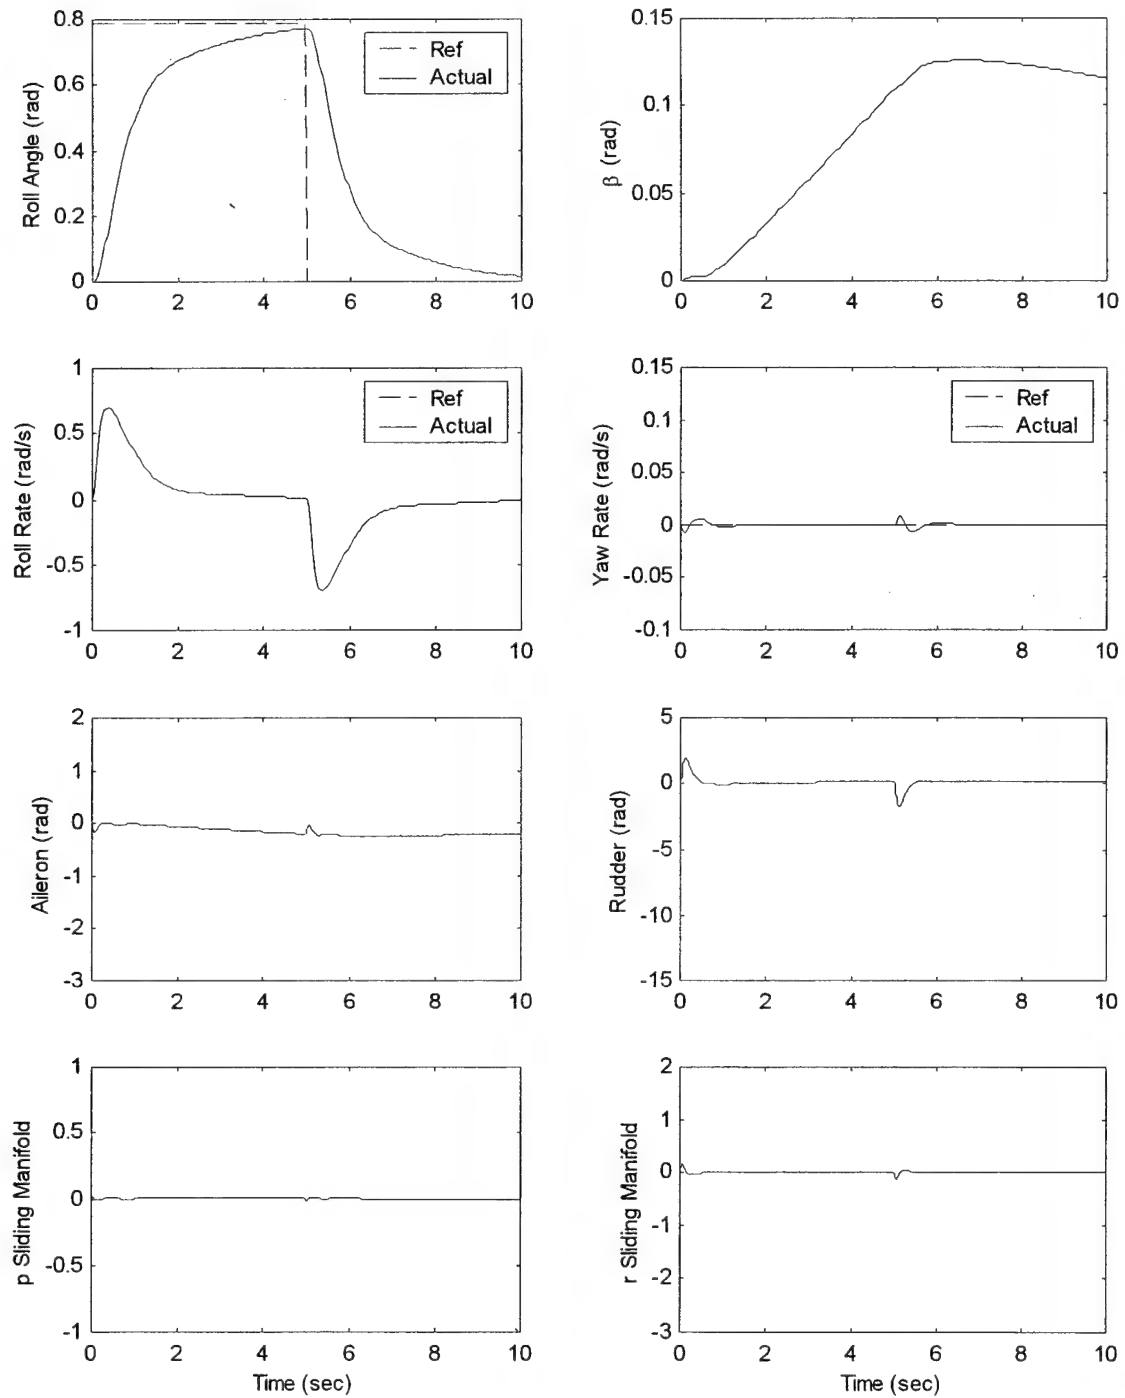 0.8
0.6
0.4
0.2
0
Roll Angle (rad)
Ref
Actual
0 2 4 6 8 10
0.15
0.1
0.05
0
β (rad)
0 2 4 6 8 10
1
0.5
0
-0.5
-1
Roll Rate (rad/s)
Ref
Actual
0 2 4 6 8 10
0.15
0.1
0.05
0
-0.05
-0.1
Yaw Rate (rad/s)
Ref
Actual
0 2 4 6 8 10
2
1
0
-1
-2
-3
Aileron (rad)
0 2 4 6 8 10
5
0
-5
-10
-15
Rudder (rad)
0 2 4 6 8 10
1
0.5
0
-0.5
-1
p Sliding Manifold
0 2 4 6 8 10
Time (sec)
2
1
0
-1
-2
-3
r Sliding Manifold
0 2 4 6 8 10
Time (sec)